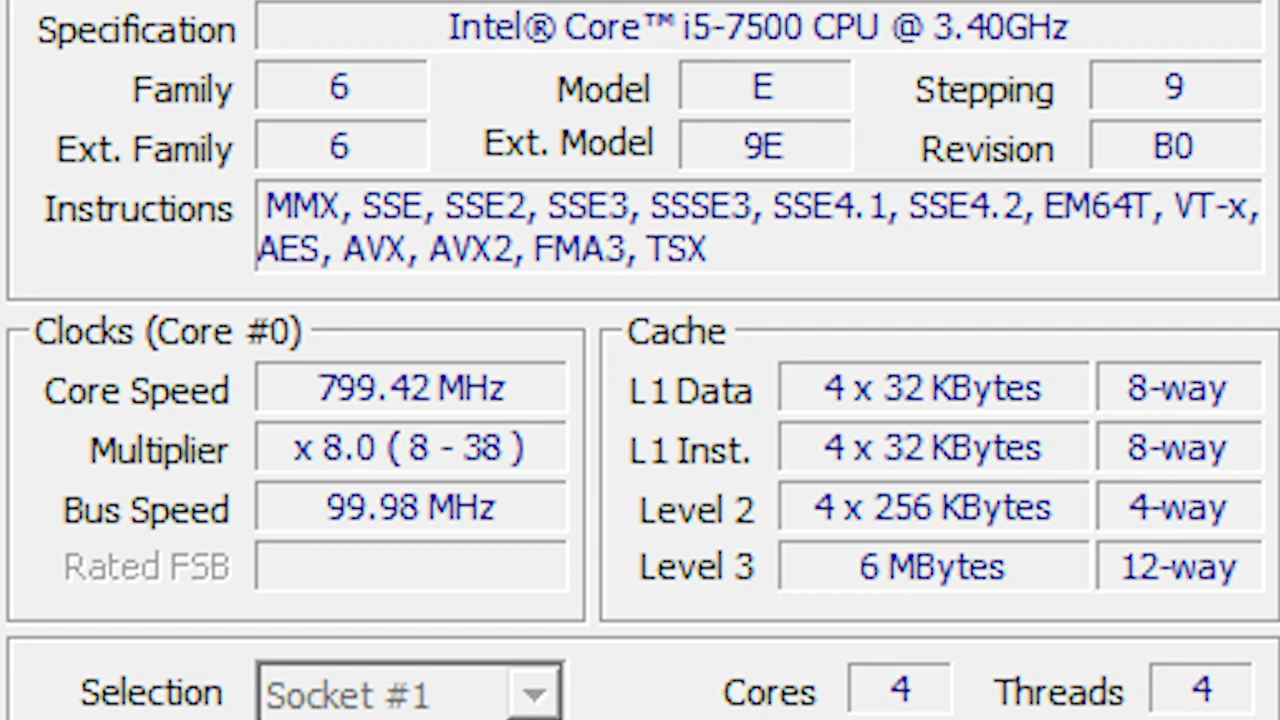 Specification Intel® Core™ i5-7500 CPU @ 3.40GHz
Family 6 Model E Stepping 9
Ext. Family 6 Ext. Model 9E Revision B0
Instructions MMX, SSE, SSE2, SSE3, SSSE3, SSE4.1, SSE4.2, EM64T, VT-x,
AES, AVX, AVX2, FMA3, TSX
Clocks (Core #0)
Core Speed 799.42 MHz
Multiplier x 8.0 ( 8 - 38 )
Bus Speed 99.98 MHz
Rated FSB
Cache
L1 Data 4 x 32 KBytes 8-way
L1 Inst. 4 x 32 KBytes 8-way
Level 2 4 x 256 KBytes 4-way
Level 3 6 MBytes 12-way
Selection Socket #1 Cores 4 Threads 4